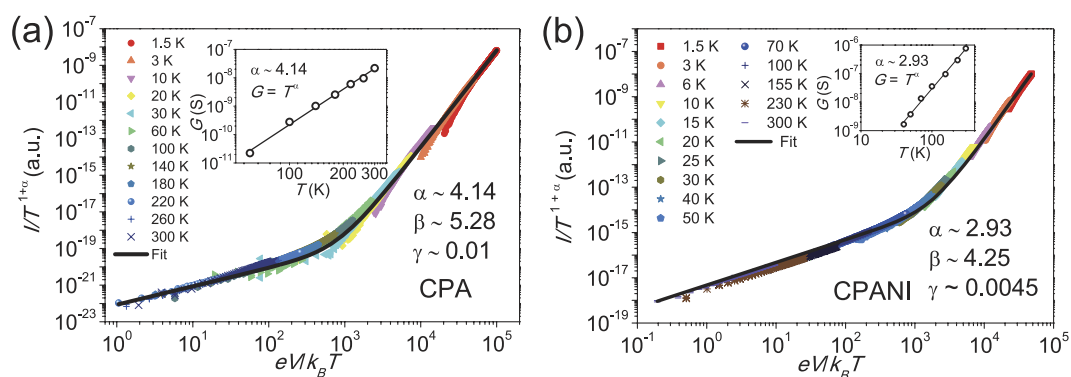 (a)
I/T^{1+α} (a.u.)
10^{-7}
10^{-9}
10^{-11}
10^{-13}
10^{-15}
10^{-17}
10^{-19}
10^{-21}
10^{-23}
1.5 K
3 K
10 K
20 K
30 K
60 K
100 K
140 K
180 K
220 K
260 K
300 K
Fit
G (S)
10^{-7}
10^{-8}
10^{-9}
10^{-10}
10^{-11}
α ~ 4.14
G = T^α
100 200 300
T (K)
α ~ 4.14
β ~ 5.28
γ ~ 0.01
CPA
10^0 10^1 10^2 10^3 10^4 10^5
eV/k_BT
(b)
I/T^{1+α} (a.u.)
10^{-7}
10^{-9}
10^{-11}
10^{-13}
10^{-15}
10^{-17}
10^{-19}
1.5 K
3 K
6 K
10 K
15 K
20 K
25 K
30 K
40 K
50 K
70 K
100 K
155 K
230 K
300 K
Fit
G (S)
10^{-6}
10^{-7}
10^{-8}
10^{-9}
α ~ 2.93
G = T^α
10 100
T (K)
α ~ 2.93
β ~ 4.25
γ ~ 0.0045
CPANI
10^{-1} 10^0 10^1 10^2 10^3 10^4 10^5
eV/k_BT